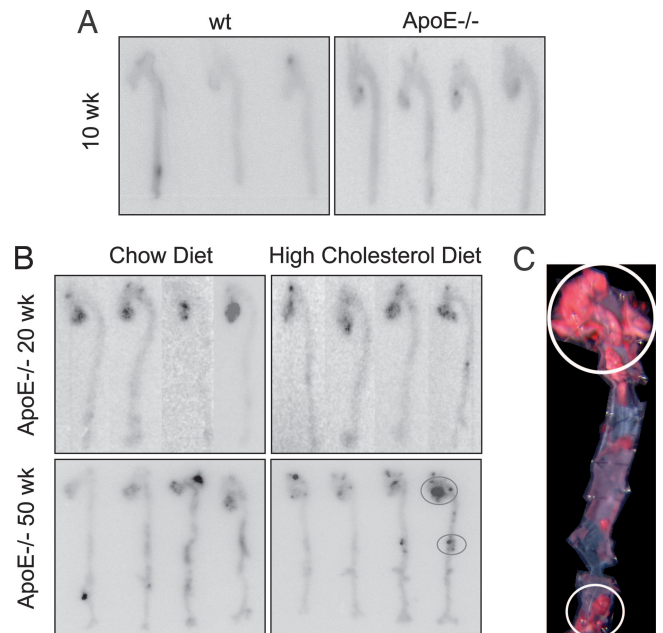 A
wt
ApoE-/-
10 wk
B
Chow Diet
High Cholesterol Diet
C
ApoE-/- 20 wk
ApoE-/- 50 wk